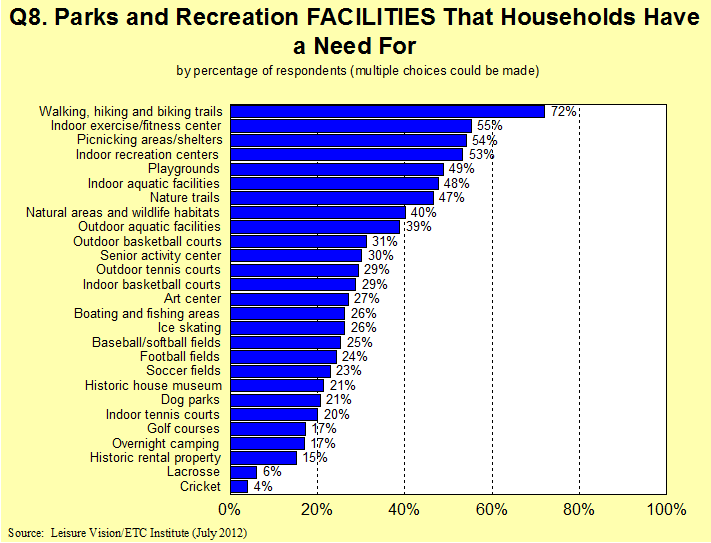 Q8. Parks and Recreation FACILITIES That Households Have
a Need For
by percentage of respondents (multiple choices could be made)
Walking, hiking and biking trails 72%
Indoor exercise/fitness center 55%
Picnicking areas/shelters 54%
Indoor recreation centers 53%
Playgrounds 49%
Indoor aquatic facilities 48%
Nature trails 47%
Natural areas and wildlife habitats 40%
Outdoor aquatic facilities 39%
Outdoor basketball courts 31%
Senior activity center 30%
Outdoor tennis courts 29%
Indoor basketball courts 29%
Art center 27%
Boating and fishing areas 26%
Ice skating 26%
Baseball/softball fields 25%
Football fields 24%
Soccer fields 23%
Historic house museum 21%
Dog parks 21%
Indoor tennis courts 20%
Golf courses 17%
Overnight camping 17%
Historic rental property 15%
Lacrosse 6%
Cricket 4%
0% 20% 40% 60% 80% 100%
Source: Leisure Vision/ETC Institute (July 2012)